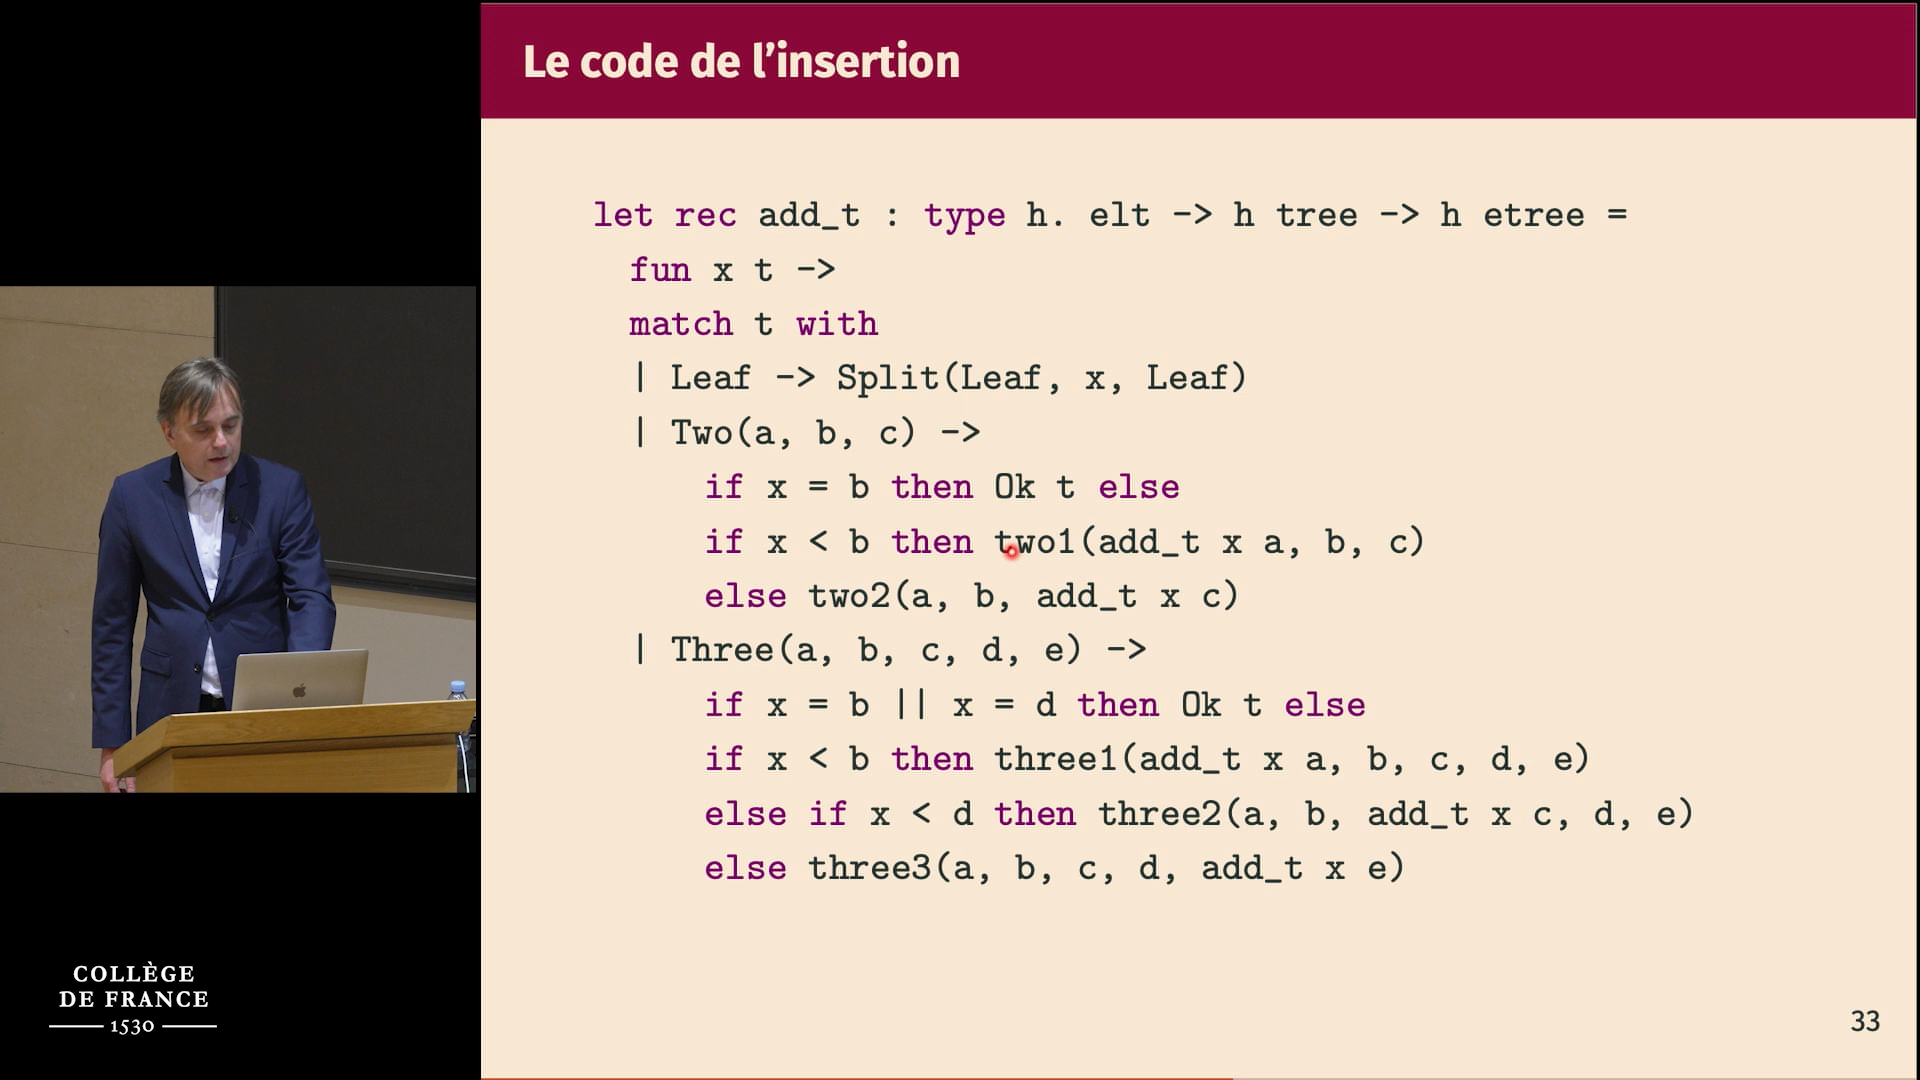 Le code de l’insertion
let rec add_t : type h. elt -> h tree -> h etree =
fun x t ->
match t with
| Leaf -> Split(Leaf, x, Leaf)
| Two(a, b, c) ->
if x = b then Ok t else
if x < b then two1(add_t x a, b, c)
else two2(a, b, add_t x c)
| Three(a, b, c, d, e) ->
if x = b || x = d then Ok t else
if x < b then three1(add_t x a, b, c, d, e)
else if x < d then three2(a, b, add_t x c, d, e)
else three3(a, b, c, d, add_t x e)
33
COLLÈGE
DE FRANCE
1530